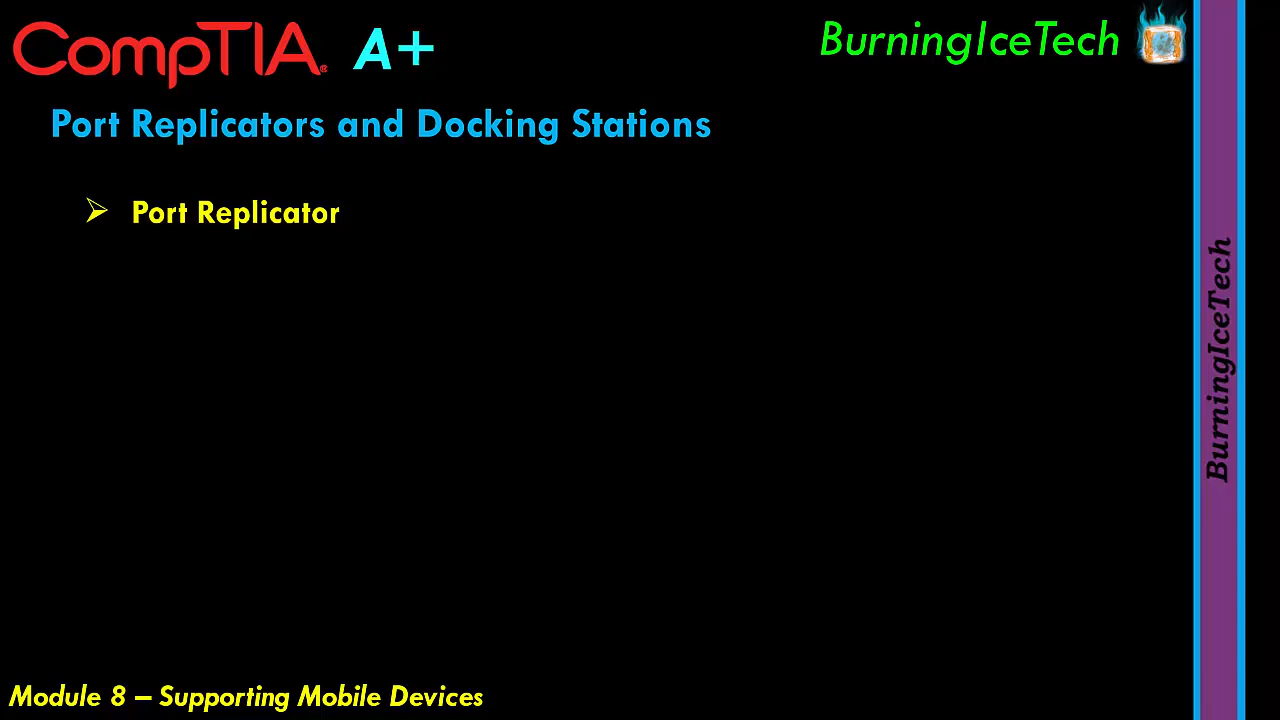 CompTIA® A+
BurningIceTech
Port Replicators and Docking Stations
➢ Port Replicator
BurningIceTech
Module 8 – Supporting Mobile Devices